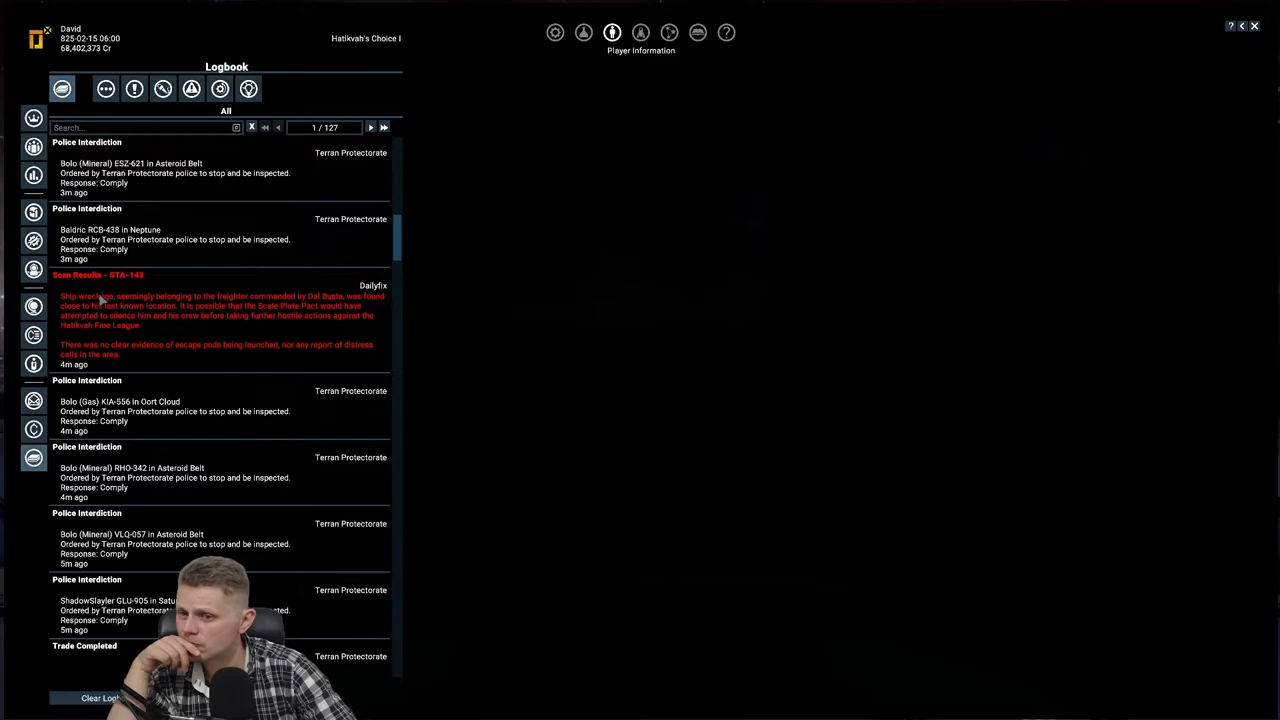 David
825-02-15 06:00
68,402,373 Cr
Hatikvah's Choice I
Player Information
? < X
Logbook
All
Search...
X
1 / 127
Police Interdiction
Terran Protectorate
Bolo (Mineral) ESZ-621 in Asteroid Belt
Ordered by Terran Protectorate police to stop and be inspected.
Response: Comply
3m ago
Police Interdiction
Terran Protectorate
Baldric RCB-438 in Neptune
Ordered by Terran Protectorate police to stop and be inspected.
Response: Comply
3m ago
Scan Results - STA-143
Dailyfix
Ship wreckage, seemingly belonging to the freighter commanded by Dal Busta, was found
close to his last known location. It is possible that the Scale Plate Pact would have
attempted to silence him and his crew before taking further hostile actions against the
Hatikvah Free League.
There was no clear evidence of escape pods being launched, nor any report of distress
calls in the area.
4m ago
Police Interdiction
Terran Protectorate
Bolo (Gas) KIA-556 in Oort Cloud
Ordered by Terran Protectorate police to stop and be inspected.
Response: Comply
4m ago
Police Interdiction
Terran Protectorate
Bolo (Mineral) RHO-342 in Asteroid Belt
Ordered by Terran Protectorate police to stop and be inspected.
Response: Comply
4m ago
Police Interdiction
Terran Protectorate
Bolo (Mineral) VLQ-057 in Asteroid Belt
Ordered by Terran Protectorate police to stop and be inspected.
Response: Comply
5m ago
Police Interdiction
Terran Protectorate
ShadowSlayler GLU-905 in Satu
Ordered by Terran Protectorat nd be inspected.
Response: Comply
5m ago
Trade Completed
Terran Protectorate
Clear Log